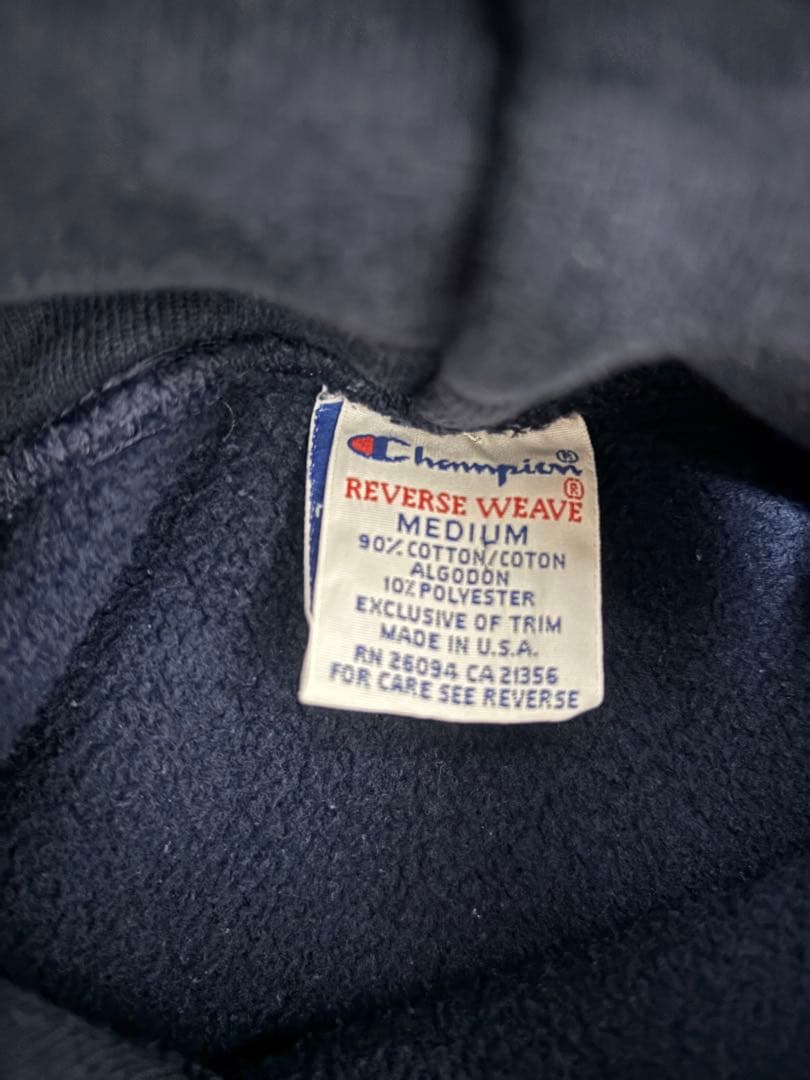 Champion®
REVERSE WEAVE®
MEDIUM
90% COTTON/COTON
ALGODÓN
10% POLYESTER
EXCLUSIVE OF TRIM
MADE IN U.S.A.
RN 26094 CA 21356
FOR CARE SEE REVERSE